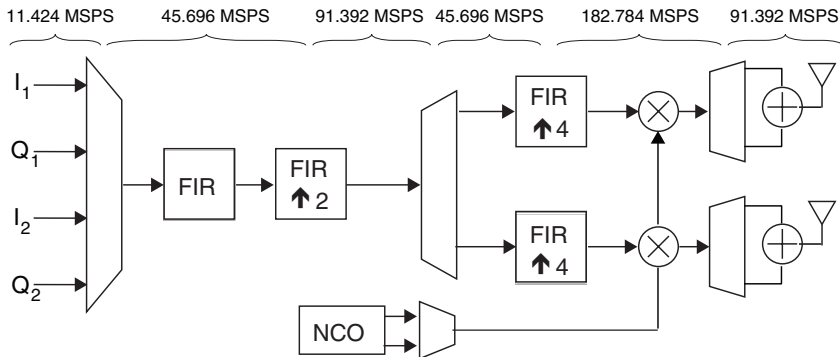 11.424 MSPS 45.696 MSPS 91.392 MSPS 45.696 MSPS 182.784 MSPS 91.392 MSPS
I1
Q1
I2
Q2
FIR
FIR
↑ 2
FIR
↑ 4
FIR
↑ 4
NCO